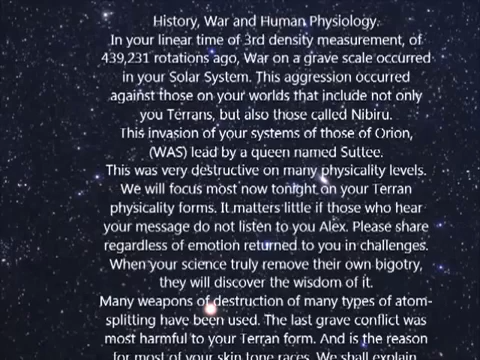 History, War and Human Physiology.
In your linear time of 3rd density measurement, of
439,231 rotations ago, War on a grave scale occurred
in your Solar System. This aggression occurred
against those on your worlds that include not only
you Terrans, but also those called Nibiru.
This invasion of your systems of those of Orion,
(WAS) lead by a queen named Suttee.
This was very destructive on many physicality levels.
We will focus most now tonight on your Terran
physicality forms. It matters little if those who hear
your message do not listen to you Alex. Please share
regardless of emotion returned to you in challenges.
When your science truly remove their own bigotry,
they will discover the wisdom of it.
Many weapons of destruction of many types of atom-
splitting have been used. The last grave conflict was
most harmful to your Terran form. And is the reason
for most of your skin tone races. We shall explain